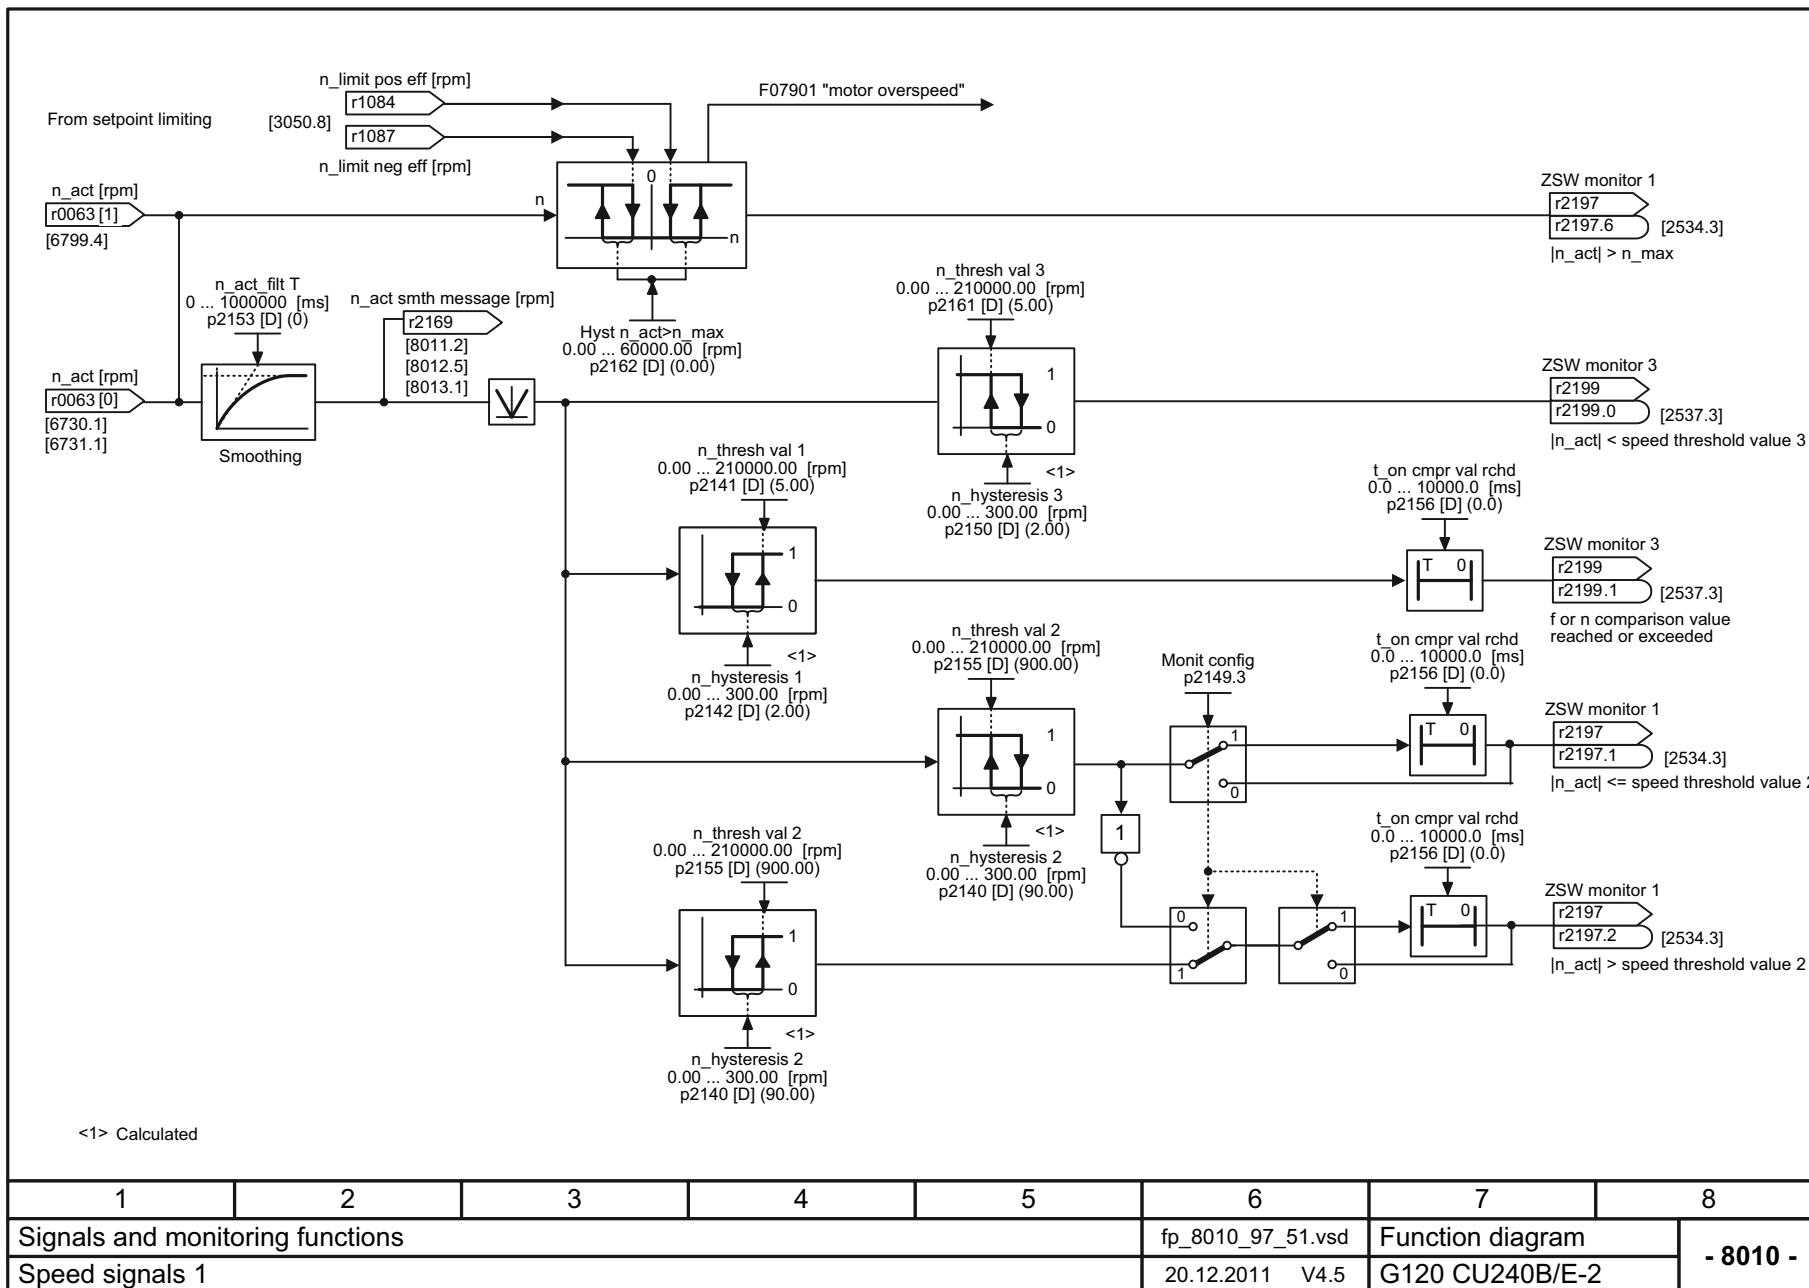 n_limit pos eff [rpm]
r1084
From setpoint limiting
[3050.8]
r1087
n_limit neg eff [rpm]
F07901 "motor overspeed"
n_act [rpm]
r0063 [1]
[6799.4]
n
0
n
ZSW monitor 1
r2197
r2197.6
[2534.3]
|n_act| > n_max
n_act_filt T
0 ... 1000000 [ms]
p2153 [D] (0)
n_act smth message [rpm]
r2169
[8011.2]
[8012.5]
[8013.1]
Hyst n_act>n_max
0.00 ... 60000.00 [rpm]
p2162 [D] (0.00)
n_thresh val 3
0.00 ... 210000.00 [rpm]
p2161 [D] (5.00)
1
0
n_act [rpm]
r0063 [0]
[6730.1]
[6731.1]
Smoothing
ZSW monitor 3
r2199
r2199.0
[2537.3]
|n_act| < speed threshold value 3
<1>
n_hysteresis 3
0.00 ... 300.00 [rpm]
p2150 [D] (2.00)
n_thresh val 1
0.00 ... 210000.00 [rpm]
p2141 [D] (5.00)
1
0
<1>
n_hysteresis 1
0.00 ... 300.00 [rpm]
p2142 [D] (2.00)
t_on cmpr val rchd
0.0 ... 10000.0 [ms]
p2156 [D] (0.0)
T 0
ZSW monitor 3
r2199
r2199.1
[2537.3]
f or n comparison value
reached or exceeded
n_thresh val 2
0.00 ... 210000.00 [rpm]
p2155 [D] (900.00)
1
0
<1>
n_hysteresis 2
0.00 ... 300.00 [rpm]
p2140 [D] (90.00)
Monit config
p2149.3
1
0
t_on cmpr val rchd
0.0 ... 10000.0 [ms]
p2156 [D] (0.0)
T 0
ZSW monitor 1
r2197
r2197.1
[2534.3]
|n_act| <= speed threshold value 2
1
n_thresh val 2
0.00 ... 210000.00 [rpm]
p2155 [D] (900.00)
1
0
<1>
n_hysteresis 2
0.00 ... 300.00 [rpm]
p2140 [D] (90.00)
0
1
1
0
t_on cmpr val rchd
0.0 ... 10000.0 [ms]
p2156 [D] (0.0)
T 0
ZSW monitor 1
r2197
r2197.2
[2534.3]
|n_act| > speed threshold value 2
<1> Calculated
1 2 3 4 5 6 7 8
Signals and monitoring functions
fp_8010_97_51.vsd
Function diagram
- 8010 -
Speed signals 1
20.12.2011 V4.5
G120 CU240B/E-2